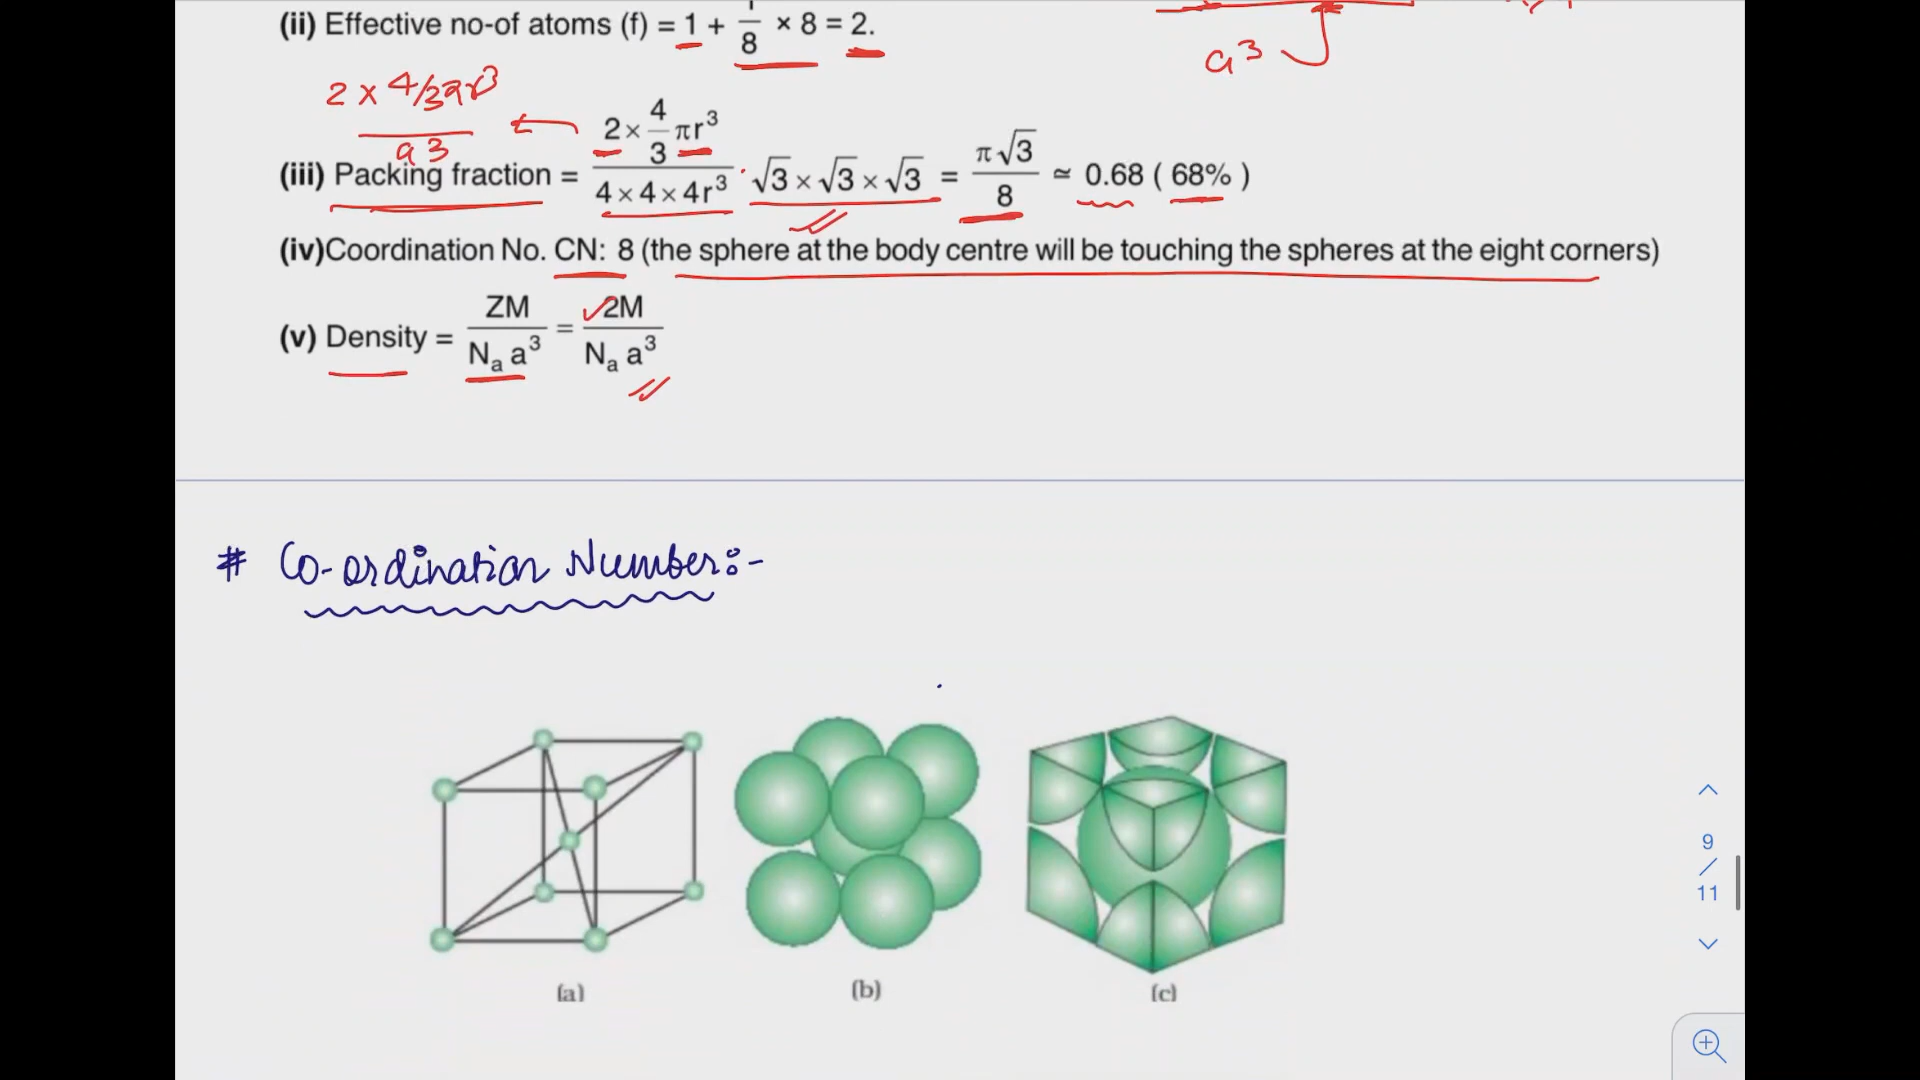 (ii) Effective no-of atoms (f) = 1 + 1/8 × 8 = 2.
a³
2 × 4/3πr³
a³
(iii) Packing fraction = 2 × 4/3 πr³ / 4 × 4 × 4r³ · √3 × √3 × √3 = π√3 / 8 ≃ 0.68 ( 68% )
(iv)Coordination No. CN: 8 (the sphere at the body centre will be touching the spheres at the eight corners)
(v) Density = ZM / Nₐ a³ = 2M / Nₐ a³
# Co-ordination Number:-
(a) (b) (c)
9
/
11